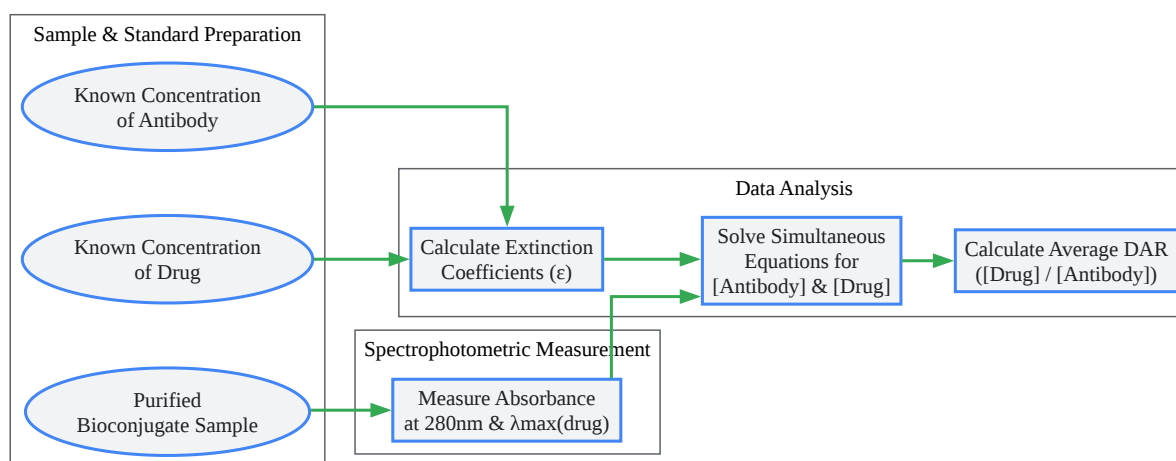 Sample & Standard Preparation
Known Concentration
of Antibody
Known Concentration
of Drug
Purified
Bioconjugate Sample
Data Analysis
Calculate Extinction
Coefficients (ε)
Solve Simultaneous
Equations for
[Antibody] & [Drug]
Calculate Average DAR
([Drug] / [Antibody])
Spectrophotometric Measurement
Measure Absorbance
at 280nm & λmax(drug)